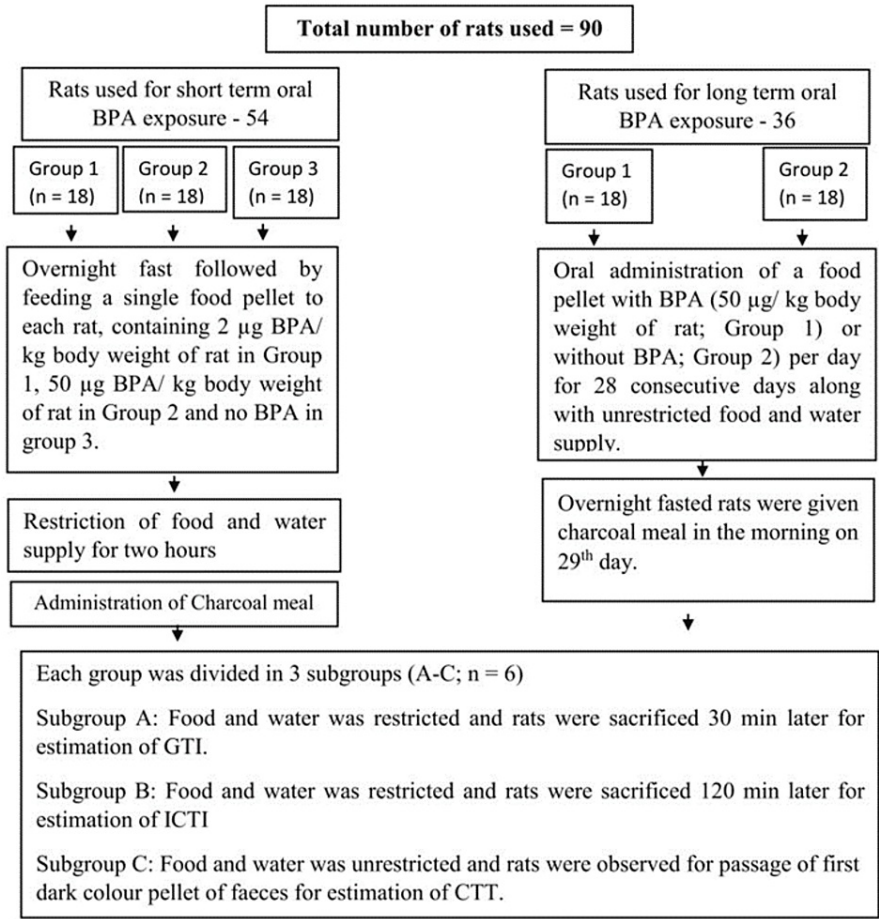 Total number of rats used = 90
Rats used for short term oral
BPA exposure - 54
Rats used for long term oral
BPA exposure - 36
Group 1
(n = 18)
Group 2
(n = 18)
Group 3
(n = 18)
Group 1
(n = 18)
Group 2
(n = 18)
Overnight fast followed by
feeding a single food pellet to
each rat, containing 2 µg BPA/
kg body weight of rat in Group
1, 50 µg BPA/ kg body weight
of rat in Group 2 and no BPA in
group 3.
Oral administration of a food
pellet with BPA (50 µg/ kg body
weight of rat; Group 1) or
without BPA; Group 2) per day
for 28 consecutive days along
with unrestricted food and water
supply.
Restriction of food and water
supply for two hours
Overnight fasted rats were given
charcoal meal in the morning on
29th day.
Administration of Charcoal meal
Each group was divided in 3 subgroups (A-C; n = 6)
Subgroup A: Food and water was restricted and rats were sacrificed 30 min later for
estimation of GTI.
Subgroup B: Food and water was restricted and rats were sacrificed 120 min later for
estimation of ICTI
Subgroup C: Food and water was unrestricted and rats were observed for passage of first
dark colour pellet of faeces for estimation of CTT.